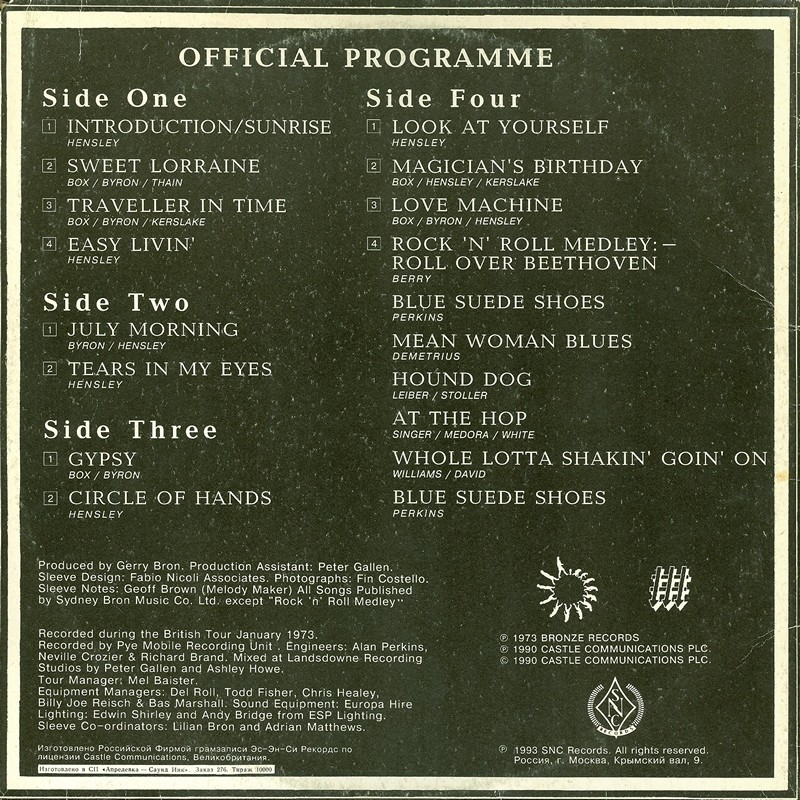 OFFICIAL PROGRAMME
Side One
1 INTRODUCTION/SUNRISE
HENSLEY
2 SWEET LORRAINE
BOX / BYRON / THAIN
3 TRAVELLER IN TIME
BOX / BYRON / KERSLAKE
4 EASY LIVIN'
HENSLEY
Side Two
1 JULY MORNING
BYRON / HENSLEY
2 TEARS IN MY EYES
HENSLEY
Side Three
1 GYPSY
BOX / BYRON
2 CIRCLE OF HANDS
HENSLEY
Side Four
1 LOOK AT YOURSELF
HENSLEY
2 MAGICIAN'S BIRTHDAY
BOX / HENSLEY / KERSLAKE
3 LOVE MACHINE
BOX / BYRON / HENSLEY
4 ROCK 'N' ROLL MEDLEY:—
ROLL OVER BEETHOVEN
BERRY
BLUE SUEDE SHOES
PERKINS
MEAN WOMAN BLUES
DEMETRIUS
HOUND DOG
LEIBER / STOLLER
AT THE HOP
SINGER / MEDORA / WHITE
WHOLE LOTTA SHAKIN' GOIN' ON
WILLIAMS / DAVID
BLUE SUEDE SHOES
PERKINS
Produced by Gerry Bron. Production Assistant: Peter Gallen.
Sleeve Design: Fabio Nicoli Associates. Photographs: Fin Costello.
Sleeve Notes: Geoff Brown (Melody Maker) All Songs Published
by Sydney Bron Music Co. Ltd. except "Rock 'n' Roll Medley"
Recorded during the British Tour January 1973.
Recorded by Pye Mobile Recording Unit . Engineers: Alan Perkins,
Neville Crozier & Richard Brand. Mixed at Landsdowne Recording
Studios by Peter Gallen and Ashley Howe.
Tour Manager: Mel Baister.
Equipment Managers: Del Roll, Todd Fisher, Chris Healey,
Billy Joe Reisch & Bas Marshall. Sound Equipment: Europa Hire
Lighting: Edwin Shirley and Andy Bridge from ESP Lighting.
Sleeve Co-ordinators: Lilian Bron and Adrian Matthews.
Изготовлено Российской Фирмой грамзаписи Эс-Эн-Си Рекордс по
лицензии Castle Communications, Великобритания.
Изготовлено в СП «Апрелевка — Саунд Инк». Заказ 276. Тираж 10000
℗ 1973 BRONZE RECORDS
℗ 1990 CASTLE COMMUNICATIONS PLC.
© 1990 CASTLE COMMUNICATIONS PLC.
SNC
RECORDS
℗ 1993 SNC Records. All rights reserved.
Россия, г. Москва, Крымский вал, 9.